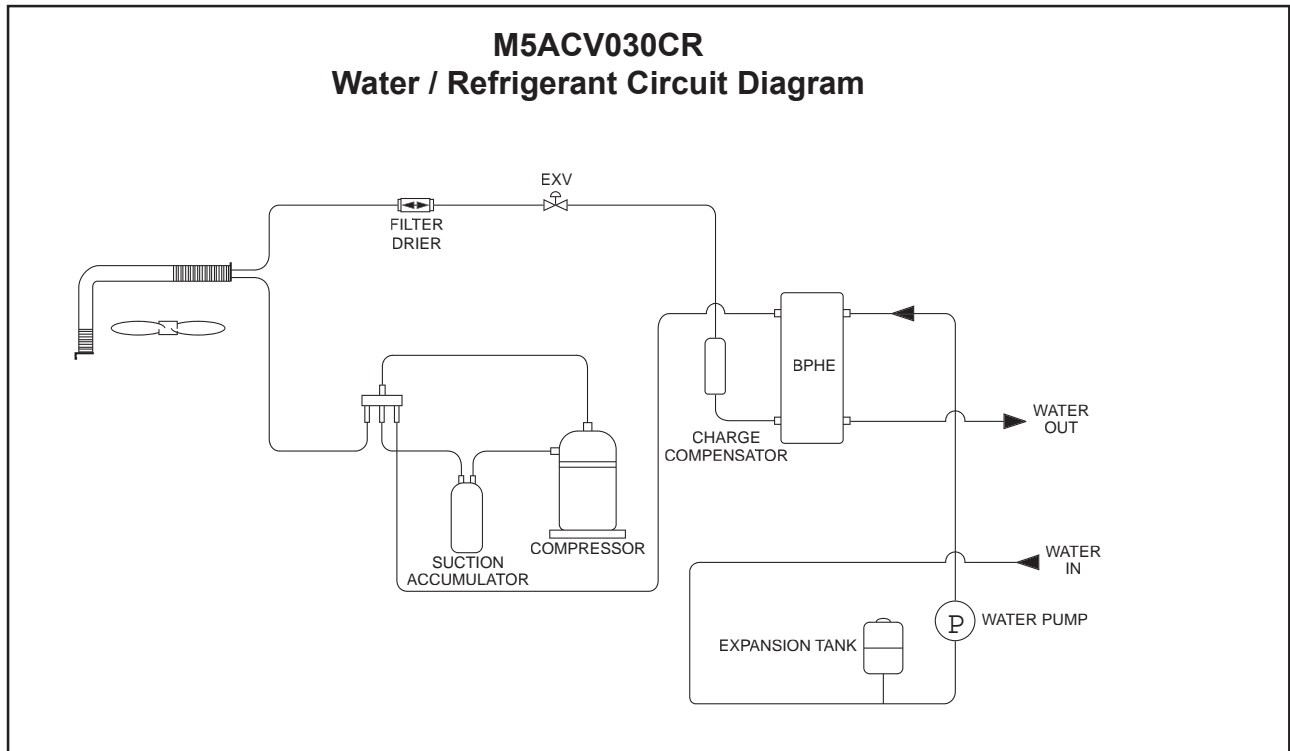 M5ACV030CR
Water / Refrigerant Circuit Diagram
EXV
FILTER
DRIER
BPHE
WATER
OUT
CHARGE
COMPENSATOR
COMPRESSOR
SUCTION
ACCUMULATOR
WATER
IN
P
WATER PUMP
EXPANSION TANK